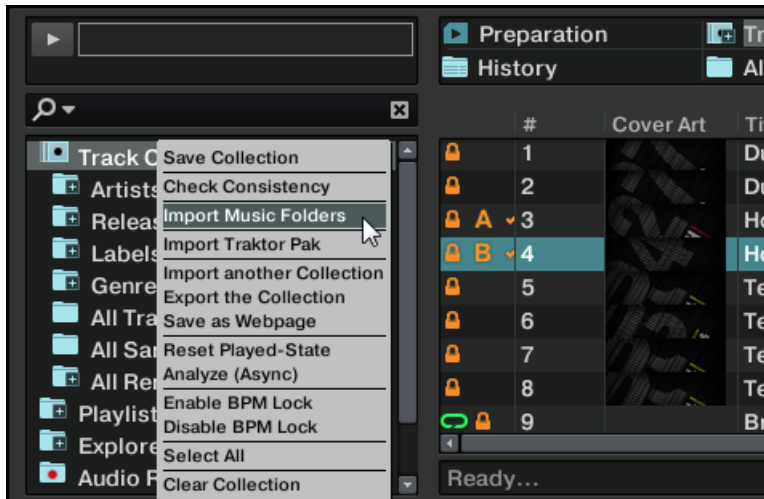 Preparation
Tr
History
Al
# Cover Art Ti
Track C
Artists
Releas
Labels
Genre
All Tra
All Sa
All Re
Playlist
Explore
Audio R
Save Collection
Check Consistency
Import Music Folders
Import Traktor Pak
Import another Collection
Export the Collection
Save as Webpage
Reset Played-State
Analyze (Async)
Enable BPM Lock
Disable BPM Lock
Select All
Clear Collection
1 Du
2 Du
A 3 Ho
B 4 Ho
5 Te
6 Te
7 Te
8 Te
9 Br
Ready...